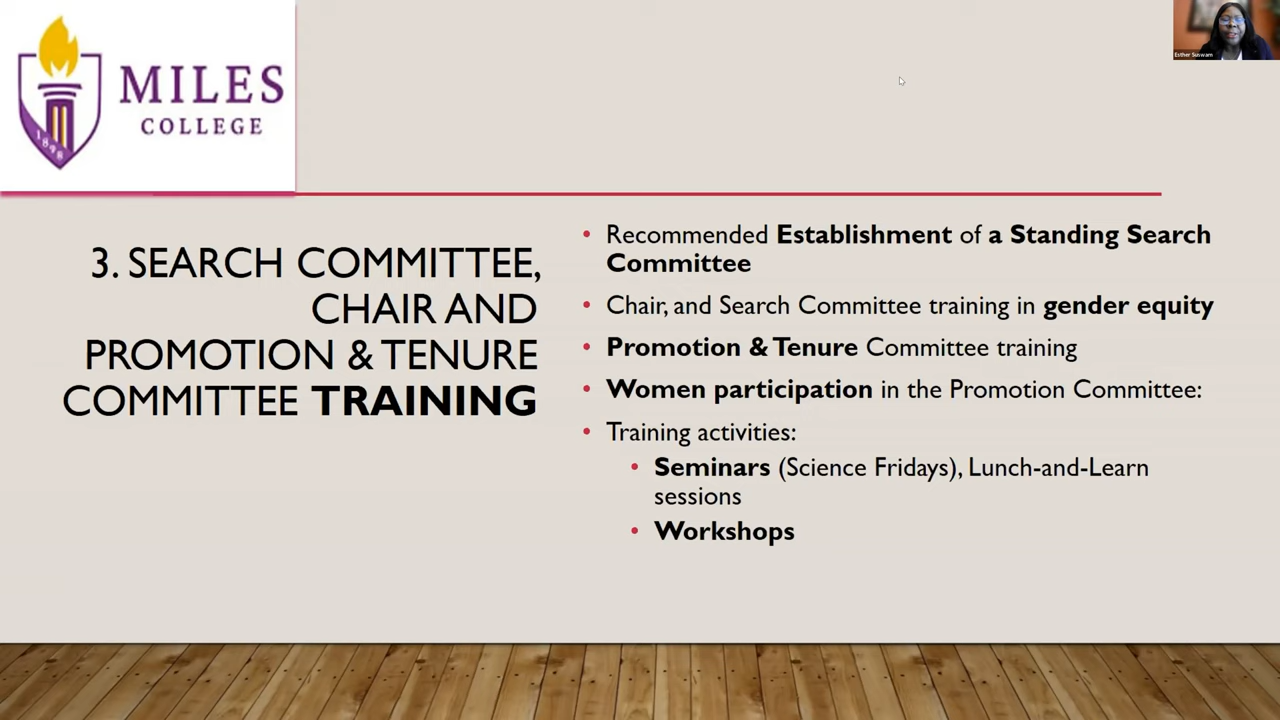 MILES
COLLEGE
1898
Esther Suswam
3. SEARCH COMMITTEE,
CHAIR AND
PROMOTION & TENURE
COMMITTEE TRAINING
• Recommended Establishment of a Standing Search
Committee
• Chair, and Search Committee training in gender equity
• Promotion & Tenure Committee training
• Women participation in the Promotion Committee:
• Training activities:
• Seminars (Science Fridays), Lunch-and-Learn
sessions
• Workshops